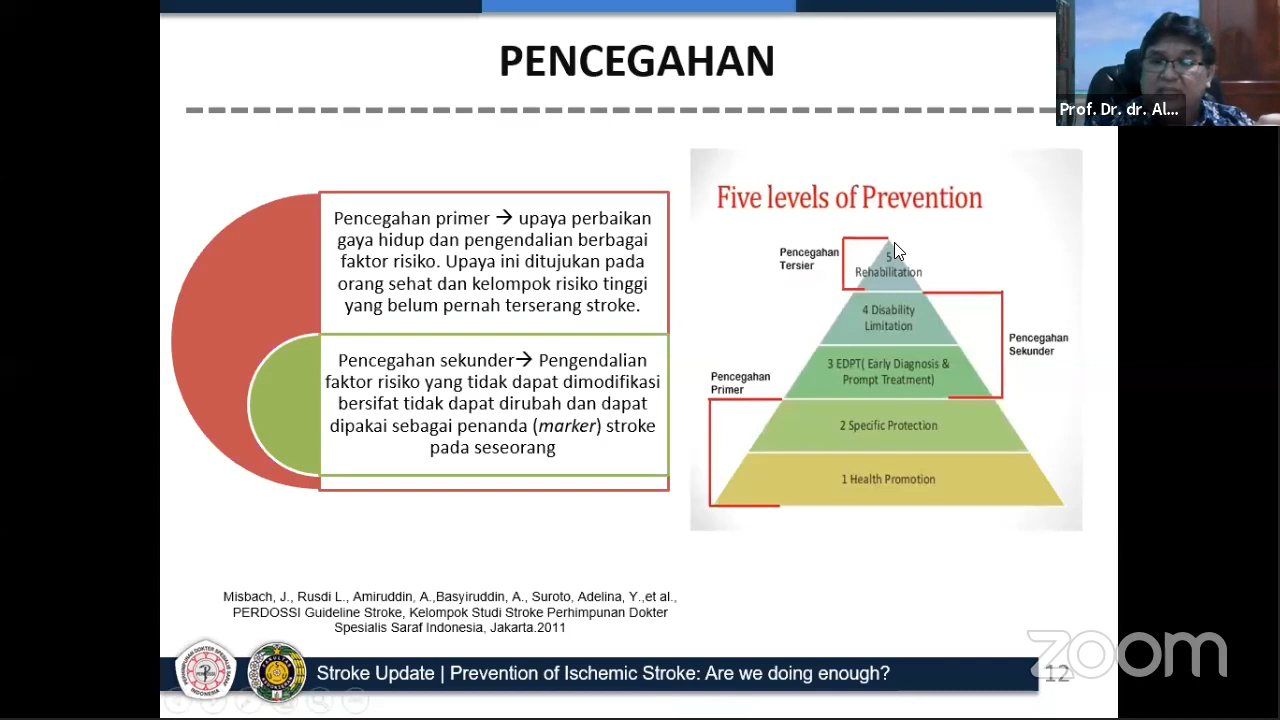 PENCEGAHAN
Prof. Dr. dr. Al...
Pencegahan primer → upaya perbaikan
gaya hidup dan pengendalian berbagai
faktor risiko. Upaya ini ditujukan pada
orang sehat dan kelompok risiko tinggi
yang belum pernah terserang stroke.
Pencegahan sekunder→ Pengendalian
faktor risiko yang tidak dapat dimodifikasi
bersifat tidak dapat dirubah dan dapat
dipakai sebagai penanda (marker) stroke
pada seseorang
Five levels of Prevention
Pencegahan
Tersier
5
Rehabilitation
4 Disability
Limitation
Pencegahan
Sekunder
3 EDPT( Early Diagnosis &
Prompt Treatment)
Pencegahan
Primer
2 Specific Protection
1 Health Promotion
Misbach, J., Rusdi L., Amiruddin, A.,Basyiruddin, A., Suroto, Adelina, Y.,et al.,
PERDOSSI Guideline Stroke, Kelompok Studi Stroke Perhimpunan Dokter
Spesialis Saraf Indonesia, Jakarta.2011
Stroke Update | Prevention of Ischemic Stroke: Are we doing enough?
12
zoom